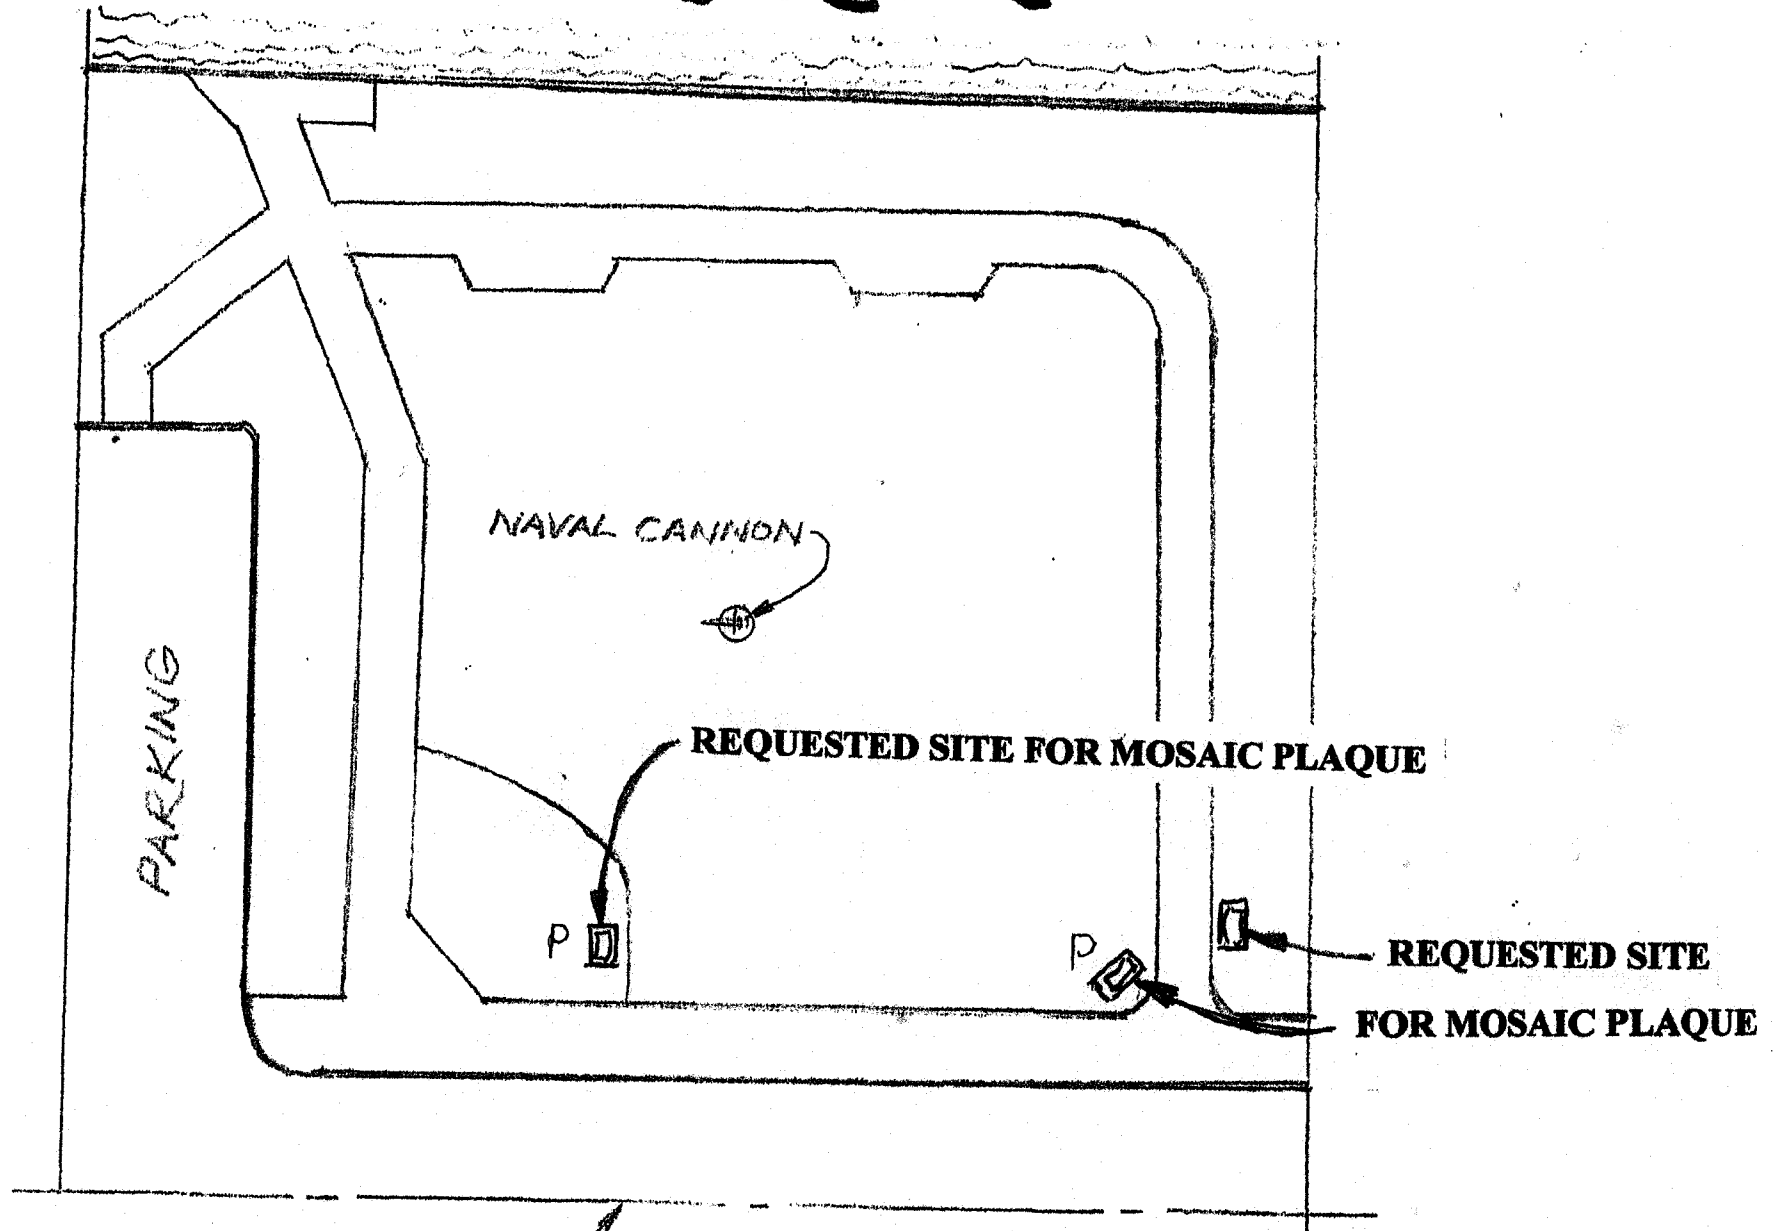 NAVAL CANNON
PARKING
REQUESTED SITE FOR MOSAIC PLAQUE
P
P
REQUESTED SITE
FOR MOSAIC PLAQUE